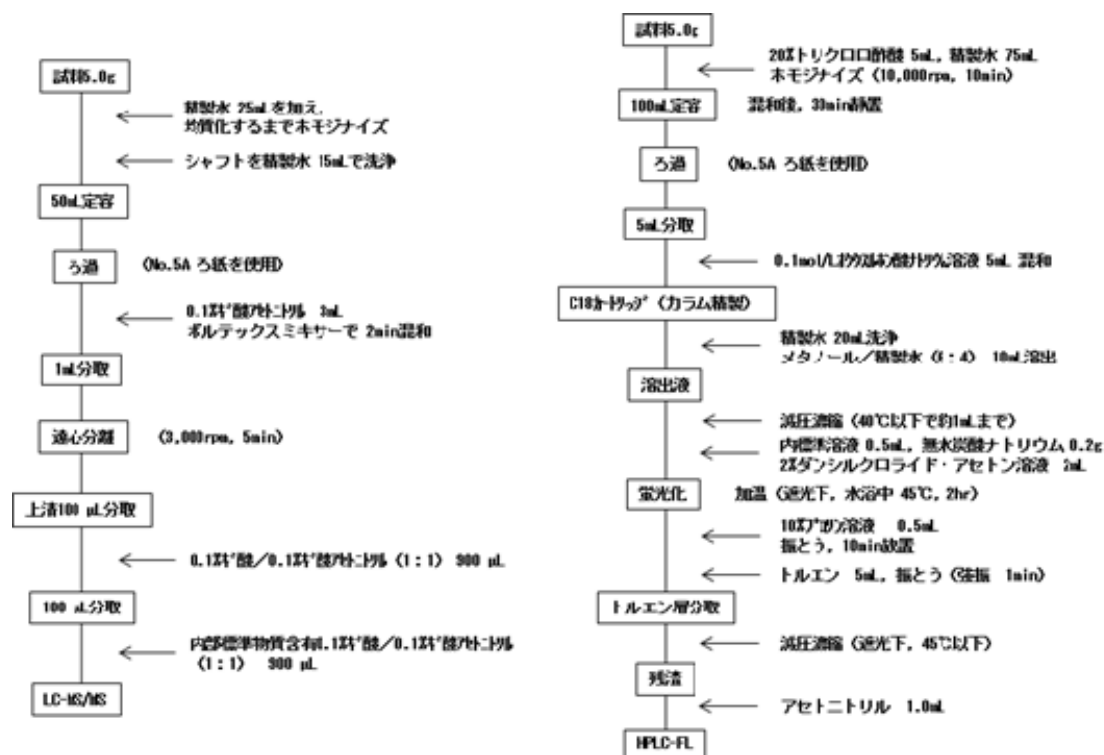 試料5.0g
精製水 25mLを加え,
均質化するまでホモジナイズ
シャフトを精製水 15mLで洗浄
50mL定容
ろ過 (No.5A ろ紙を使用)
0.1%ギ酸アセトニトリル 3mL
ボルテックスミキサーで 2min混和
1mL分取
遠心分離 (3,000rpm, 5min)
上清100 μL分取
0.1%ギ酸/0.1%ギ酸アセトニトリル (1:1) 900 μL
100 μL分取
内部標準物質含有0.1%ギ酸/0.1%ギ酸アセトニトリル
(1:1) 900 μL
LC-MS/MS
試料5.0g
20%トリクロロ酢酸 5mL, 精製水 75mL
ホモジナイズ (10,000rpm, 10min)
100mL定容 混和後, 30min静置
ろ過 (No.5A ろ紙を使用)
5mL分取
0.1mol/L オクタンスルホン酸ナトリウム溶液 5mL 混和
C18カートリッジ (カラム精製)
精製水 20mL洗浄
メタノール/精製水 (6:4) 10mL溶出
溶出液
減圧濃縮 (40℃以下で約1mLまで)
内標準溶液 0.5mL, 無水炭酸ナトリウム 0.2g
2%ダンシルクロライド・アセトン溶液 2mL
蛍光化 加温 (遮光下, 水浴中 45℃, 2hr)
10%プロリン溶液 0.5mL
振とう, 10min放置
トルエン 5mL, 振とう (強振 1min)
トルエン層分取
減圧濃縮 (遮光下, 45℃以下)
残渣
アセトニトリル 1.0mL
HPLC-FL